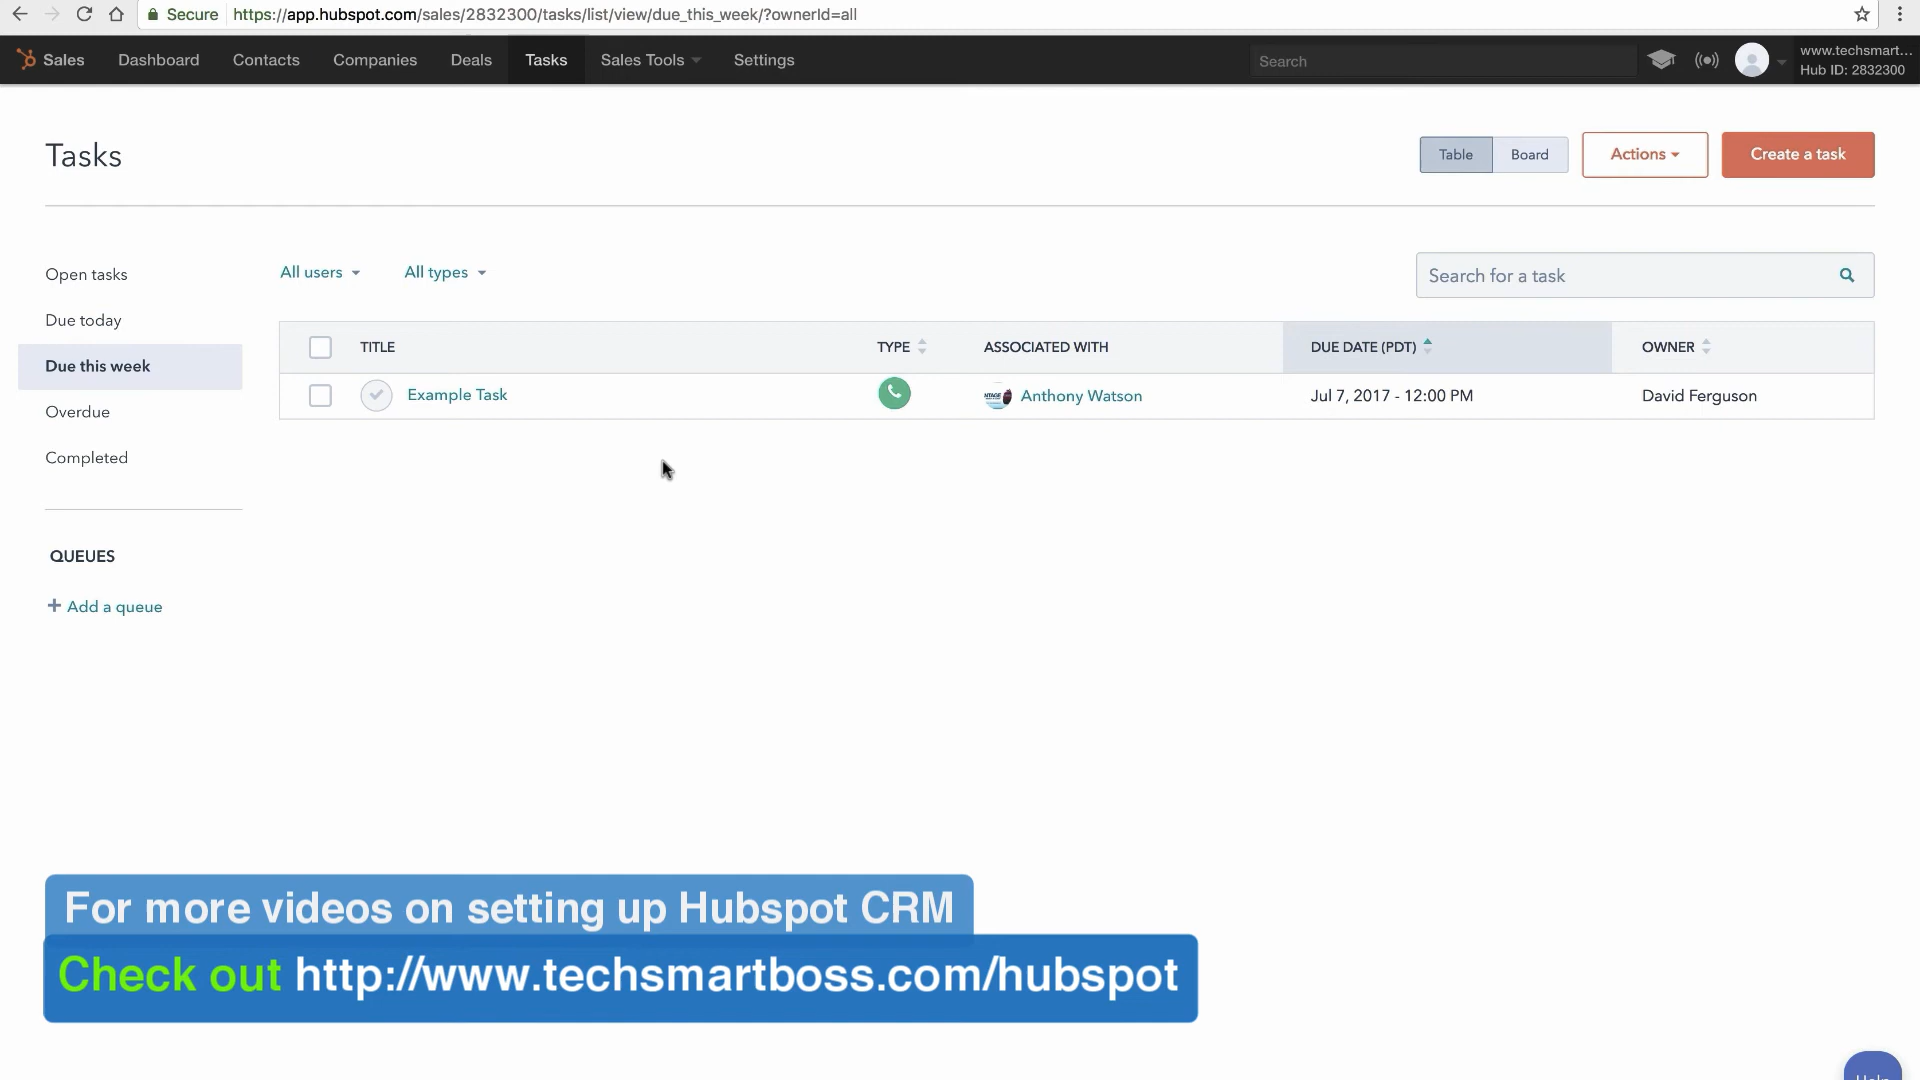 Secure https://app.hubspot.com/sales/2832300/tasks/list/view/due_this_week/?ownerId=all
Sales Dashboard Contacts Companies Deals Tasks Sales Tools Settings Search www.techsmart...
Hub ID: 2832300
Tasks Table Board Actions Create a task
Open tasks
Due today
Due this week
Overdue
Completed
QUEUES
+ Add a queue
All users All types Search for a task
TITLE TYPE ASSOCIATED WITH DUE DATE (PDT) OWNER
Example Task Anthony Watson Jul 7, 2017 - 12:00 PM David Ferguson
For more videos on setting up Hubspot CRM
Check out http://www.techsmartboss.com/hubspot
Help